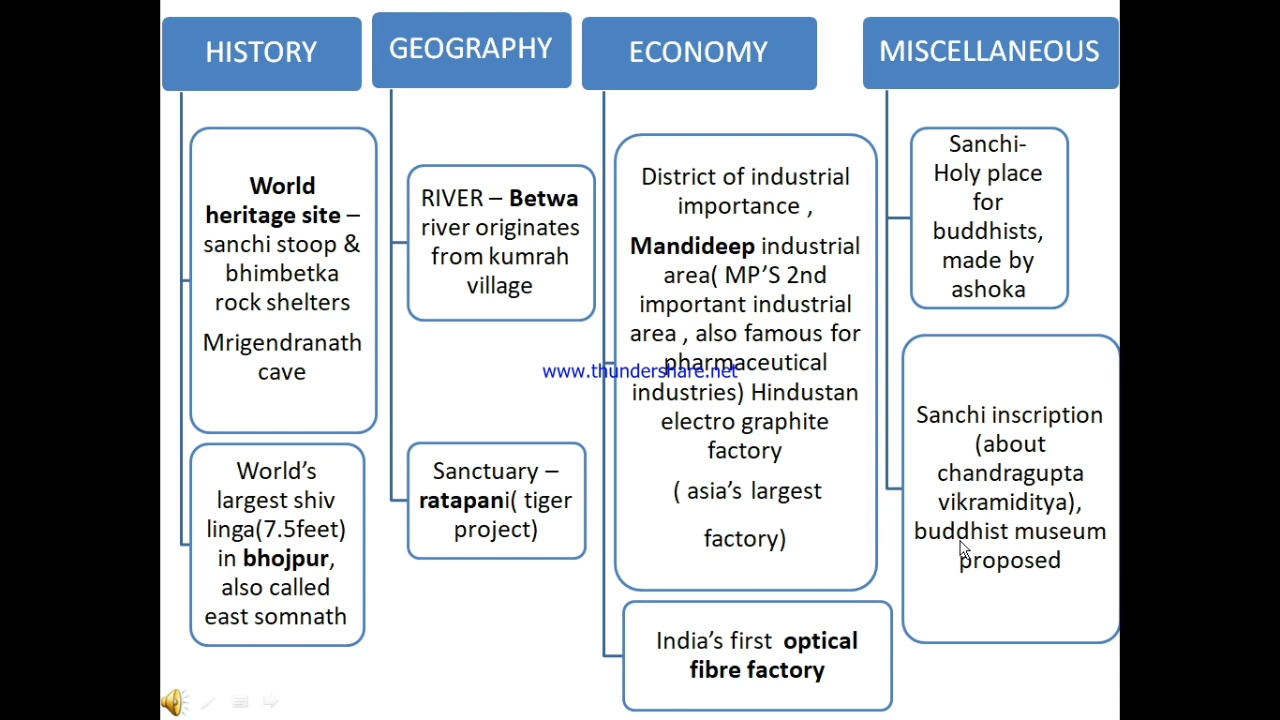 HISTORY
World
heritage site –
sanchi stoop &
bhimbetka
rock shelters
Mrigendranath
cave
World’s
largest shiv
linga(7.5feet)
in bhojpur,
also called
east somnath
GEOGRAPHY
RIVER – Betwa
river originates
from kumrah
village
Sanctuary –
ratapani( tiger
project)
ECONOMY
District of industrial
importance ,
Mandideep industrial
area( MP’S 2nd
important industrial
area , also famous for
pharmaceutical
industries) Hindustan
electro graphite
factory
( asia’s largest
factory)
India’s first optical
fibre factory
MISCELLANEOUS
Sanchi-
Holy place
for
buddhists,
made by
ashoka
Sanchi inscription
(about
chandragupta
vikramiditya),
buddhist museum
proposed
www.thundershare.net